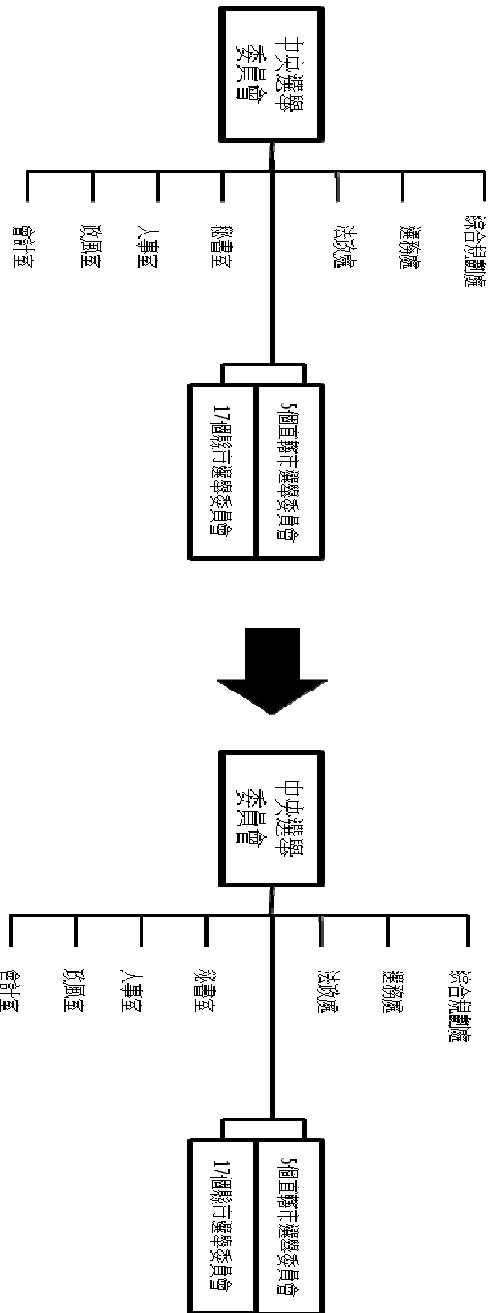 中央選舉
委員會
綜合規劃處
選務處
法政處
秘書室
人事室
政風室
會計室
5個直轄市選舉委員會
17個縣市選舉委員會
中央選舉
委員會
綜合規劃處
選務處
法政處
秘書室
人事室
政風室
會計室
5個直轄市選舉委員會
17個縣市選舉委員會